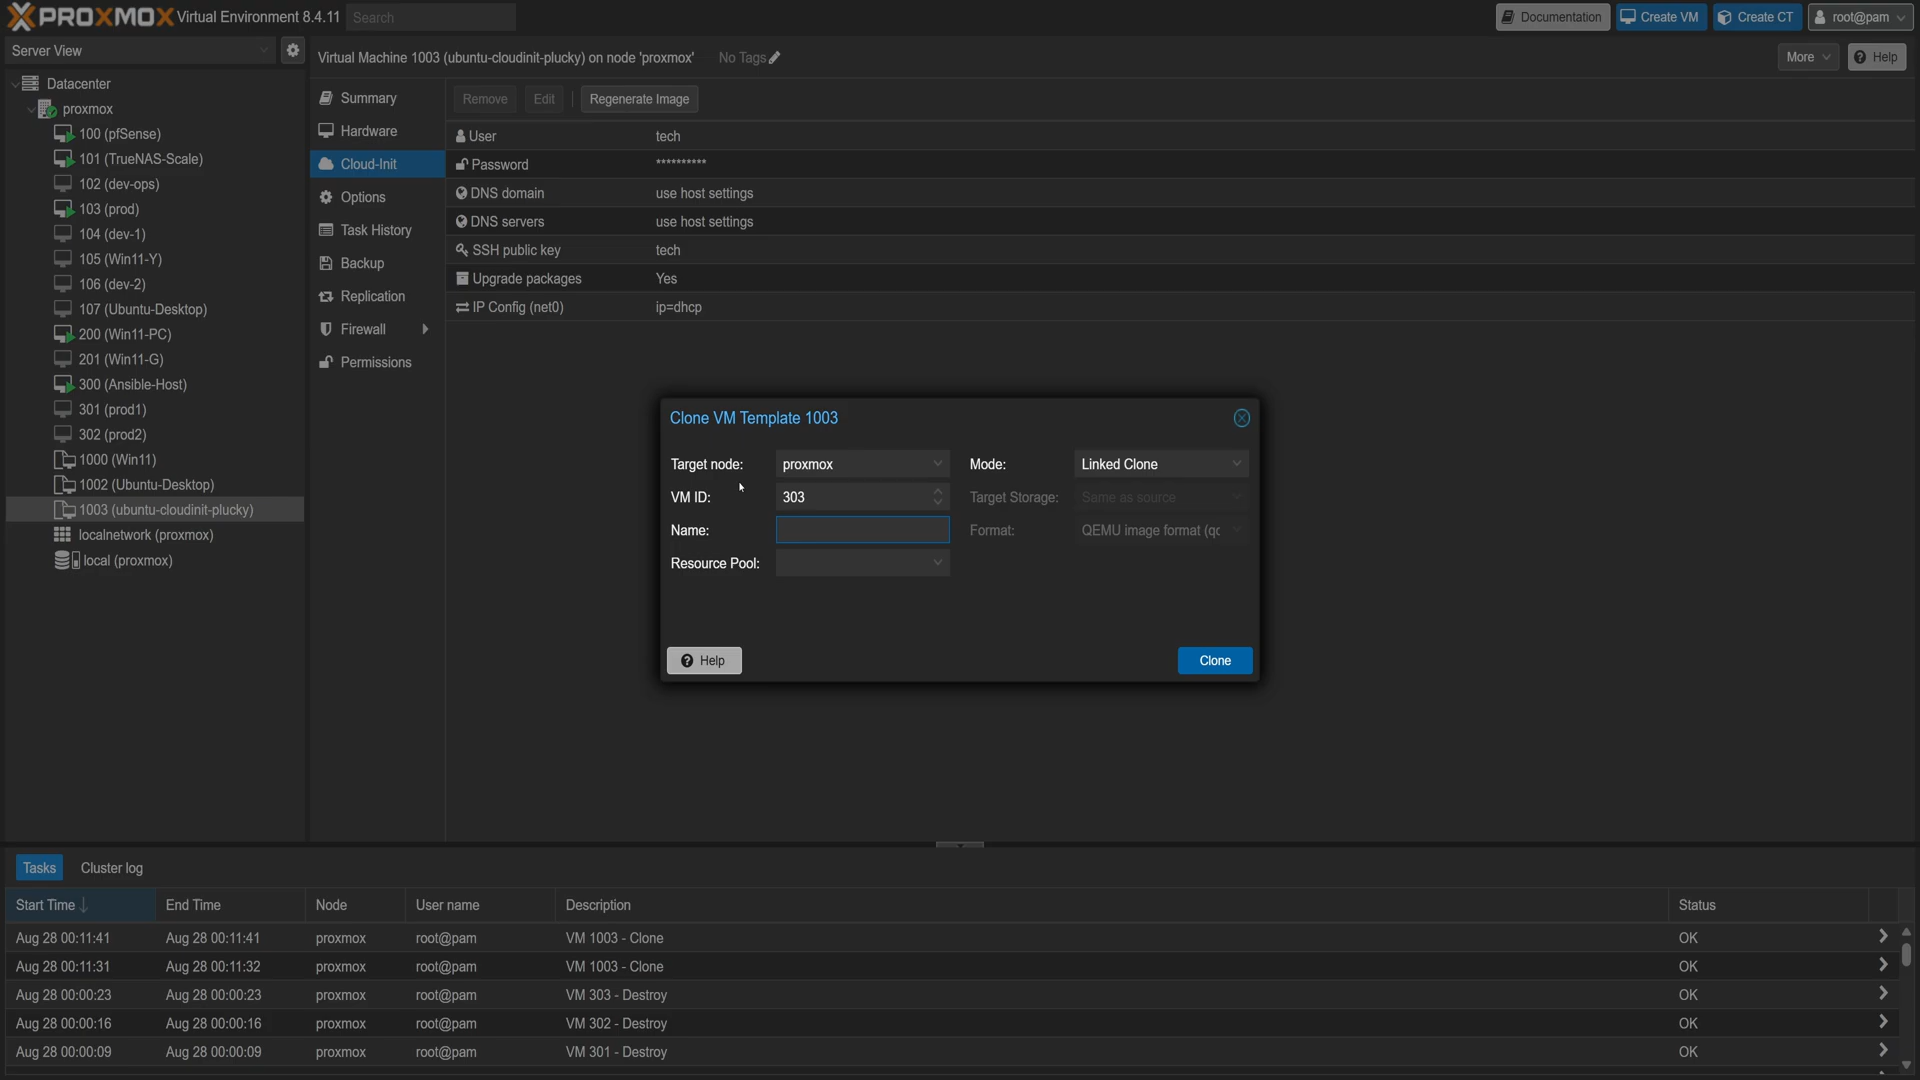 PROXMOX Virtual Environment 8.4.11 Search Documentation Create VM Create CT root@pam
Server View
Virtual Machine 1003 (ubuntu-cloudinit-plucky) on node 'proxmox' No Tags More Help
Datacenter
proxmox
100 (pfSense)
101 (TrueNAS-Scale)
102 (dev-ops)
103 (prod)
104 (dev-1)
105 (Win11-Y)
106 (dev-2)
107 (Ubuntu-Desktop)
200 (Win11-PC)
201 (Win11-G)
300 (Ansible-Host)
301 (prod1)
302 (prod2)
1000 (Win11)
1002 (Ubuntu-Desktop)
1003 (ubuntu-cloudinit-plucky)
localnetwork (proxmox)
local (proxmox)
Summary
Hardware
Cloud-Init
Options
Task History
Backup
Replication
Firewall
Permissions
Remove Edit Regenerate Image
User tech
Password **********
DNS domain use host settings
DNS servers use host settings
SSH public key tech
Upgrade packages Yes
IP Config (net0) ip=dhcp
Clone VM Template 1003
Target node: proxmox Mode: Linked Clone
VM ID: 303 Target Storage: Same as source
Name: Format: QEMU image format (qc
Resource Pool:
Help Clone
Tasks Cluster log
Start Time End Time Node User name Description Status
Aug 28 00:11:41 Aug 28 00:11:41 proxmox root@pam VM 1003 - Clone OK
Aug 28 00:11:31 Aug 28 00:11:32 proxmox root@pam VM 1003 - Clone OK
Aug 28 00:00:23 Aug 28 00:00:23 proxmox root@pam VM 303 - Destroy OK
Aug 28 00:00:16 Aug 28 00:00:16 proxmox root@pam VM 302 - Destroy OK
Aug 28 00:00:09 Aug 28 00:00:09 proxmox root@pam VM 301 - Destroy OK